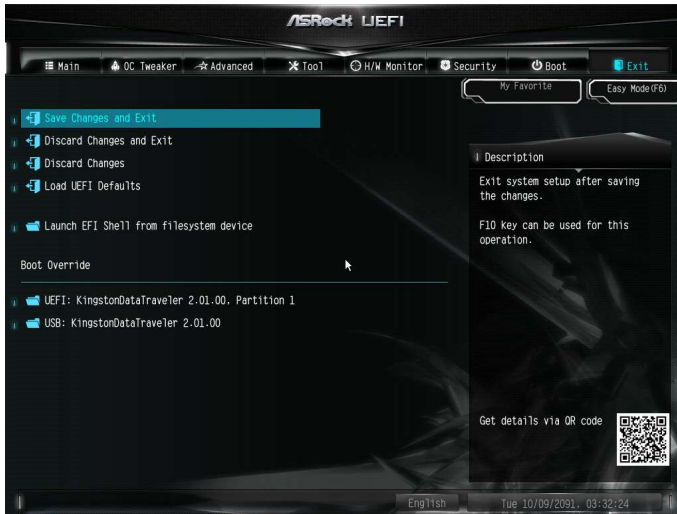 ASRock UEFI
Main
OC Tweaker
Advanced
Tool
H/W Monitor
Security
Boot
Exit
My Favorite
Easy Mode(F6)
Save Changes and Exit
Discard Changes and Exit
Discard Changes
Load UEFI Defaults
Launch EFI Shell from filesystem device
Boot Override
UEFI: KingstonDataTraveler 2.01.00, Partition 1
USB: KingstonDataTraveler 2.01.00
Description
Exit system setup after saving
the changes.
F10 key can be used for this
operation.
Get details via QR code
English
Tue 10/09/2091, 03:32:24